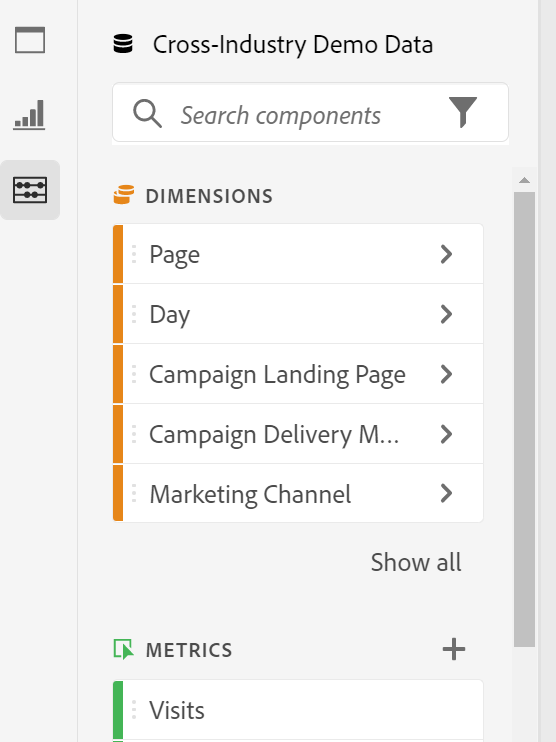 Cross-Industry Demo Data
Search components
DIMENSIONS
Page
Day
Campaign Landing Page
Campaign Delivery M...
Marketing Channel
Show all
METRICS
Visits